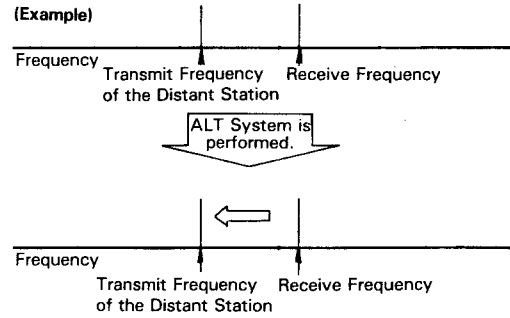 (Example)
Frequency
Transmit Frequency
of the Distant Station
Receive Frequency
ALT System is
performed.
Frequency
Transmit Frequency
of the Distant Station
Receive Frequency